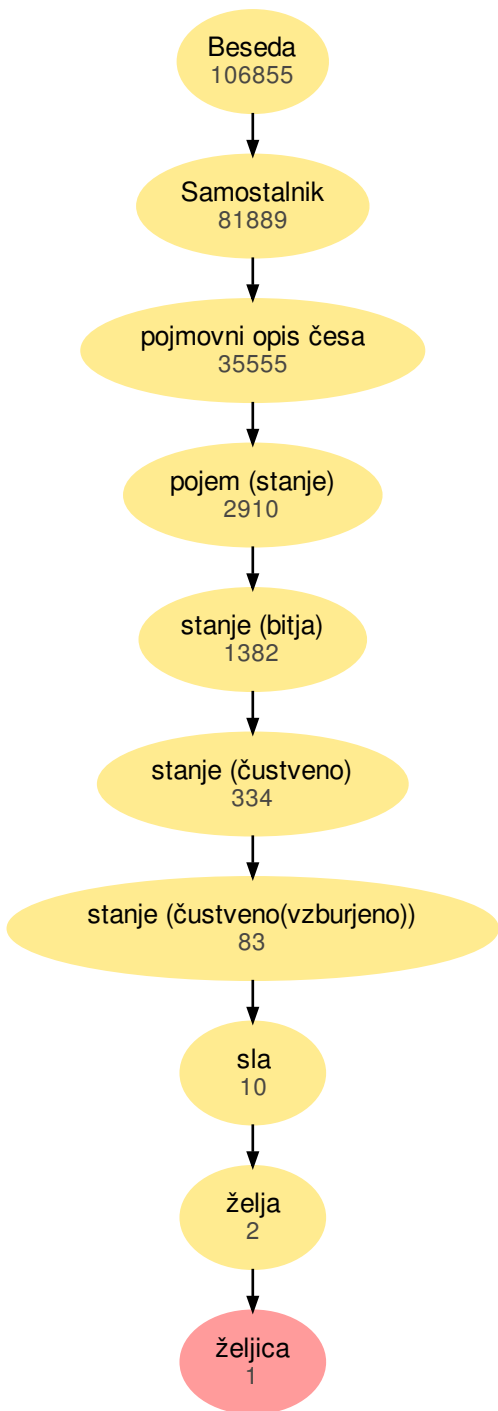 Beseda
106855
Samostalnik
81889
pojmovni opis česa
35555
pojem (stanje)
2910
stanje (bitja)
1382
stanje (čustveno)
334
stanje (čustveno(vzburjeno))
83
sla
10
želja
2
željica
1